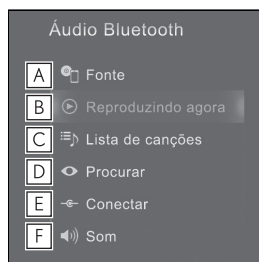 Áudio Bluetooth
A Fonte
B Reproduzindo agora
C Lista de canções
D Procurar
E Conectar
F Som